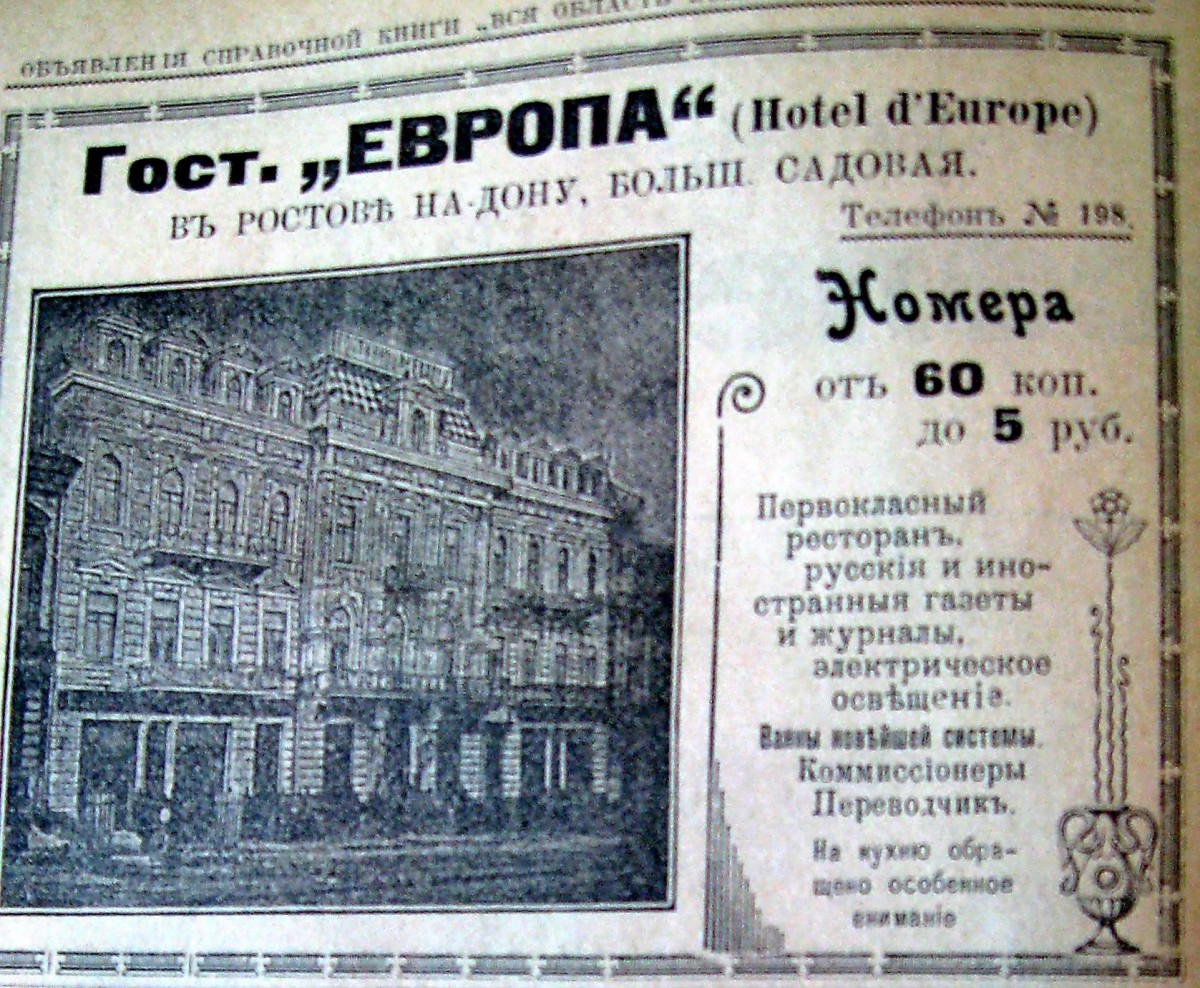 ОБЪЯВЛЕНІЯ СПРАВОЧНОЙ КНИГИ „ВСЯ ОБЛАСТЬ
Гост. „ЕВРОПА“ (Hotel d'Europe)
ВЪ РОСТОВѢ НА-ДОНУ, БОЛЬШ. САДОВАЯ.
Телефонъ № 198.
Номера
отъ 60 коп.
до 5 руб.
Первокласный
ресторанъ,
русскія и ино-
странныя газеты
и журналы,
электрическое
освѣщеніе.
Ванны новѣйшей системы.
Коммиссіонеры
Переводчикъ.
На кухню обра-
щено особенное
вниманіе